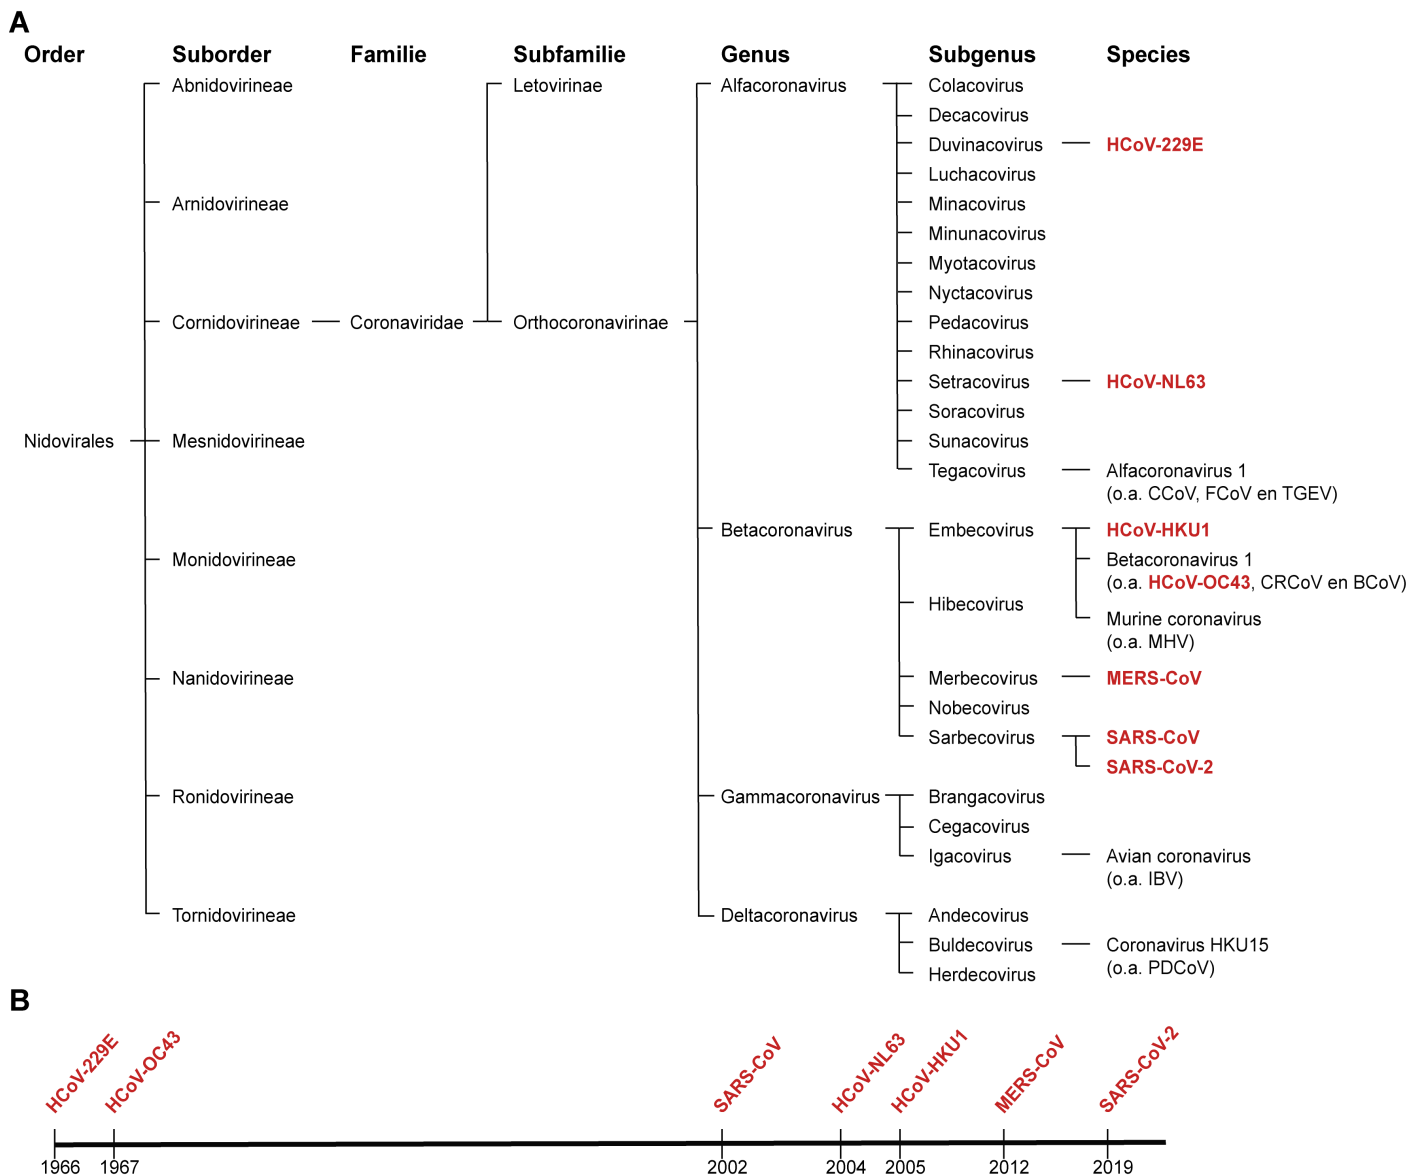 A
Order Suborder Familie Subfamilie Genus Subgenus Species
Abnidovirineae Letovirinae Alfacoronavirus Colacovirus
Decacovirus
Duvinacovirus HCoV-229E
Luchacovirus
Arnidovirineae Minacovirus
Minunacovirus
Myotacovirus
Nyctacovirus
Cornidovirineae Coronaviridae Orthocoronavirinae Pedacovirus
Rhinacovirus
Setracovirus HCoV-NL63
Soracovirus
Nidovirales Mesnidovirineae Sunacovirus
Tegacovirus Alfacoronavirus 1
(o.a. CCoV, FCoV en TGEV)
Betacoronavirus Embecovirus HCoV-HKU1
Monidovirineae Betacoronavirus 1
(o.a. HCoV-OC43, CRCoV en BCoV)
Hibecovirus
Murine coronavirus
(o.a. MHV)
Nanidovirineae Merbecovirus MERS-CoV
Nobecovirus
Sarbecovirus SARS-CoV
SARS-CoV-2
Ronidovirineae Gammacoronavirus Brangacovirus
Cegacovirus
Igacovirus Avian coronavirus
(o.a. IBV)
Tornidovirineae Deltacoronavirus Andecovirus
Buldecovirus Coronavirus HKU15
(o.a. PDCoV)
Herdecovirus
B
HCoV-229E HCoV-OC43 SARS-CoV HCoV-NL63 HCoV-HKU1 MERS-CoV SARS-CoV-2
1966 1967 2002 2004 2005 2012 2019